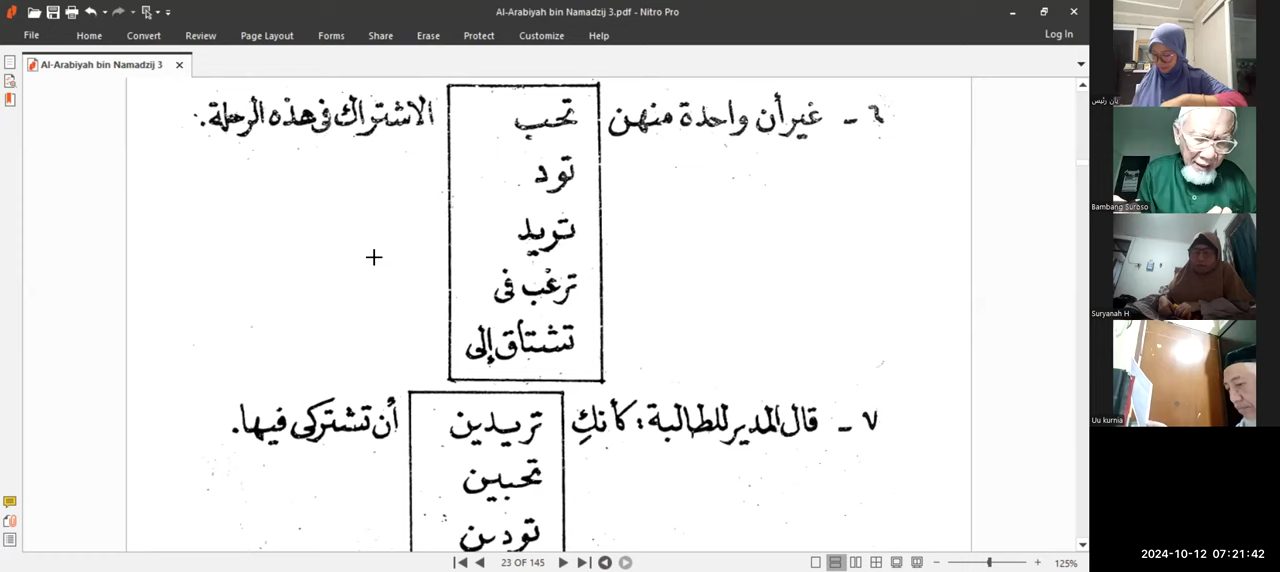 Al-Arabiyah bin Namadzij 3.pdf - Nitro Pro
File Home Convert Review Page Layout Forms Share Erase Protect Customize Help Log In
Al-Arabiyah bin Namadzij 3
٦ - غير أن واحدة منهن تحب الاشتراك فى هذه الرحلة.
تود
تريد
ترغب فى
تشتاق إلى
٧ - قال المدير للطالبة: كأنكِ تريدين أن تشتركى فيها.
تحبين
تودين
23 OF 145
125%
Bambang Suroso
Suryanah H
Uu kurnia
2024-10-12 07:21:42